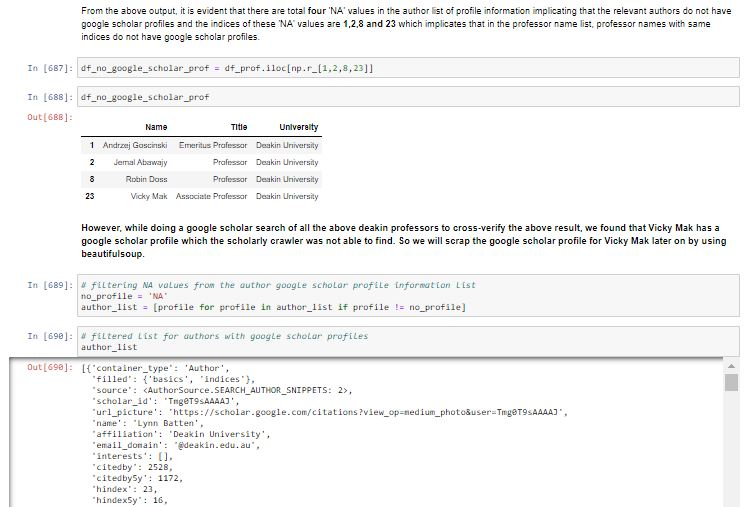 From the above output, it is evident that there are total four 'NA' values in the author list of profile information implicating that the relevant authors do not have
google scholar profiles and the indices of these 'NA' values are 1,2,8 and 23 which implicates that in the professor name list, professor names with same
indices do not have google scholar profiles.
In [687]: df_no_google_scholar_prof = df_prof.iloc[np.r_[1,2,8,23]]
In [688]: df_no_google_scholar_prof
Out[688]:
Name Title University
1 Andrzej Goscinski Emeritus Professor Deakin University
2 Jemal Abawajy Professor Deakin University
8 Robin Doss Professor Deakin University
23 Vicky Mak Associate Professor Deakin University
However, while doing a google scholar search of all the above deakin professors to cross-verify the above result, we found that Vicky Mak has a
google scholar profile which the scholarly crawler was not able to find. So we will scrap the google scholar profile for Vicky Mak later on by using
beautifulsoup.
In [689]: # filtering NA values from the author google scholar profile information list
no_profile = 'NA'
author_list = [profile for profile in author_list if profile != no_profile]
In [690]: # filtered list for authors with google scholar profiles
author_list
Out[690]: [{'container_type': 'Author',
'filled': {'basics', 'indices'},
'source': <AuthorSource.SEARCH_AUTHOR_SNIPPETS: 2>,
'scholar_id': 'Tmg0T9sAAAAJ',
'url_picture': 'https://scholar.google.com/citations?view_op=medium_photo&user=Tmg0T9sAAAAJ',
'name': 'Lynn Batten',
'affiliation': 'Deakin University',
'email_domain': '@deakin.edu.au',
'interests': [],
'citedby': 2528,
'citedby5y': 1172,
'hindex': 23,
'hindex5y': 16,